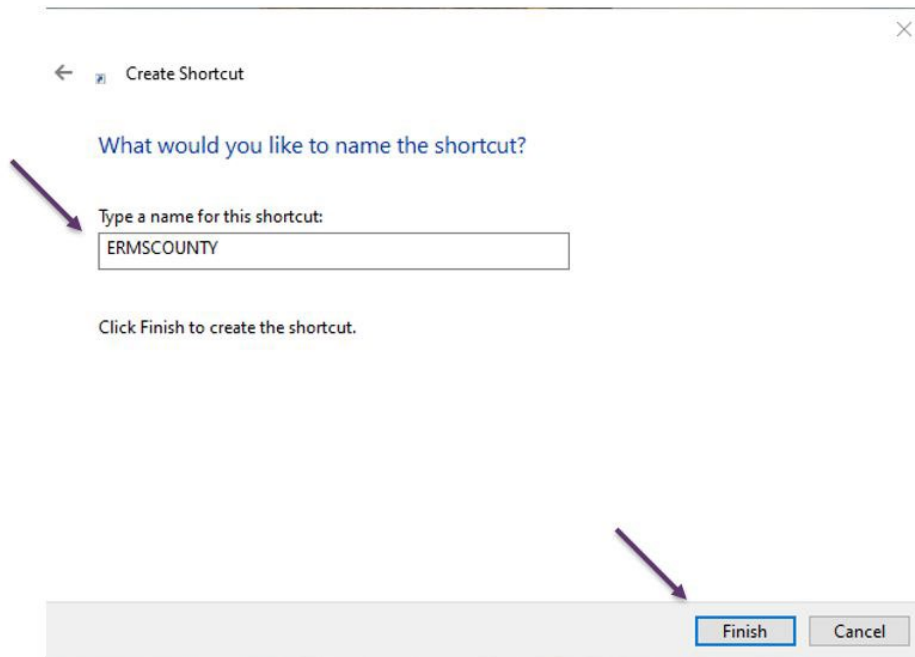 Create Shortcut
What would you like to name the shortcut?
Type a name for this shortcut:
ERMSCOUNTY
Click Finish to create the shortcut.
Finish Cancel